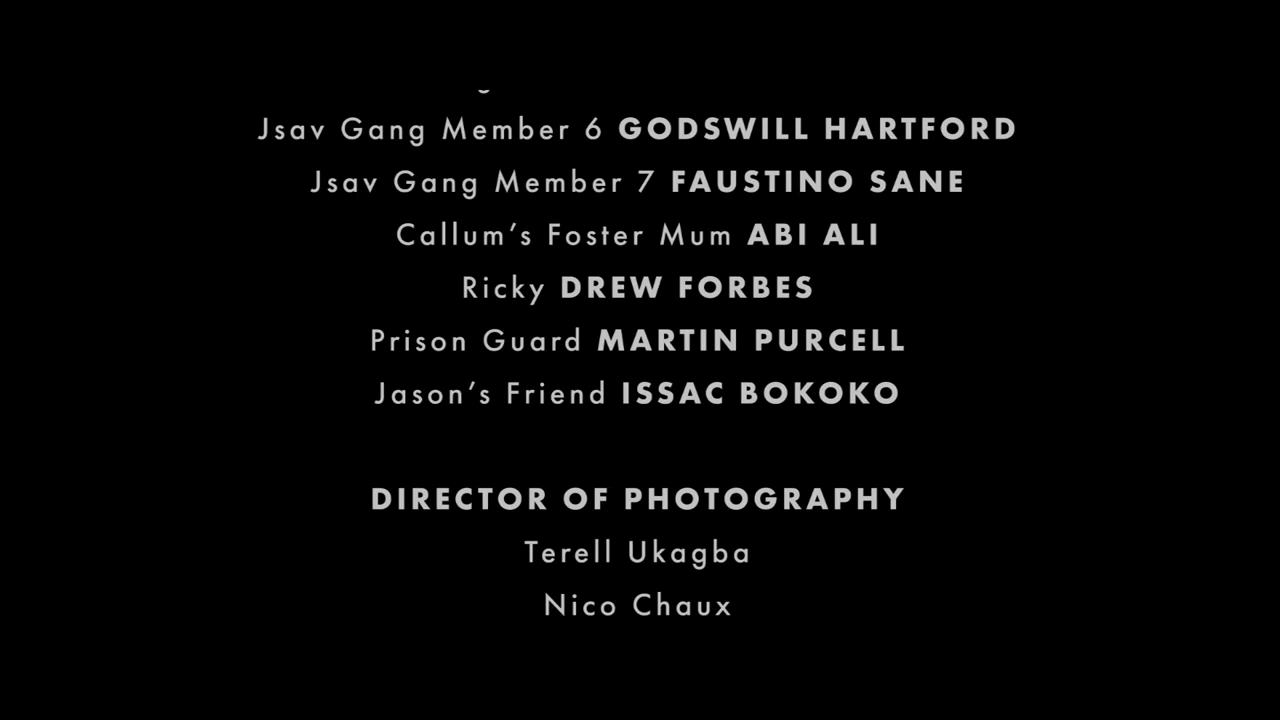 Jsav Gang Member 6 GODSWILL HARTFORD
Jsav Gang Member 7 FAUSTINO SANE
Callum’s Foster Mum ABI ALI
Ricky DREW FORBES
Prison Guard MARTIN PURCELL
Jason’s Friend ISSAC BOKOKO
DIRECTOR OF PHOTOGRAPHY
Terell Ukagba
Nico Chaux